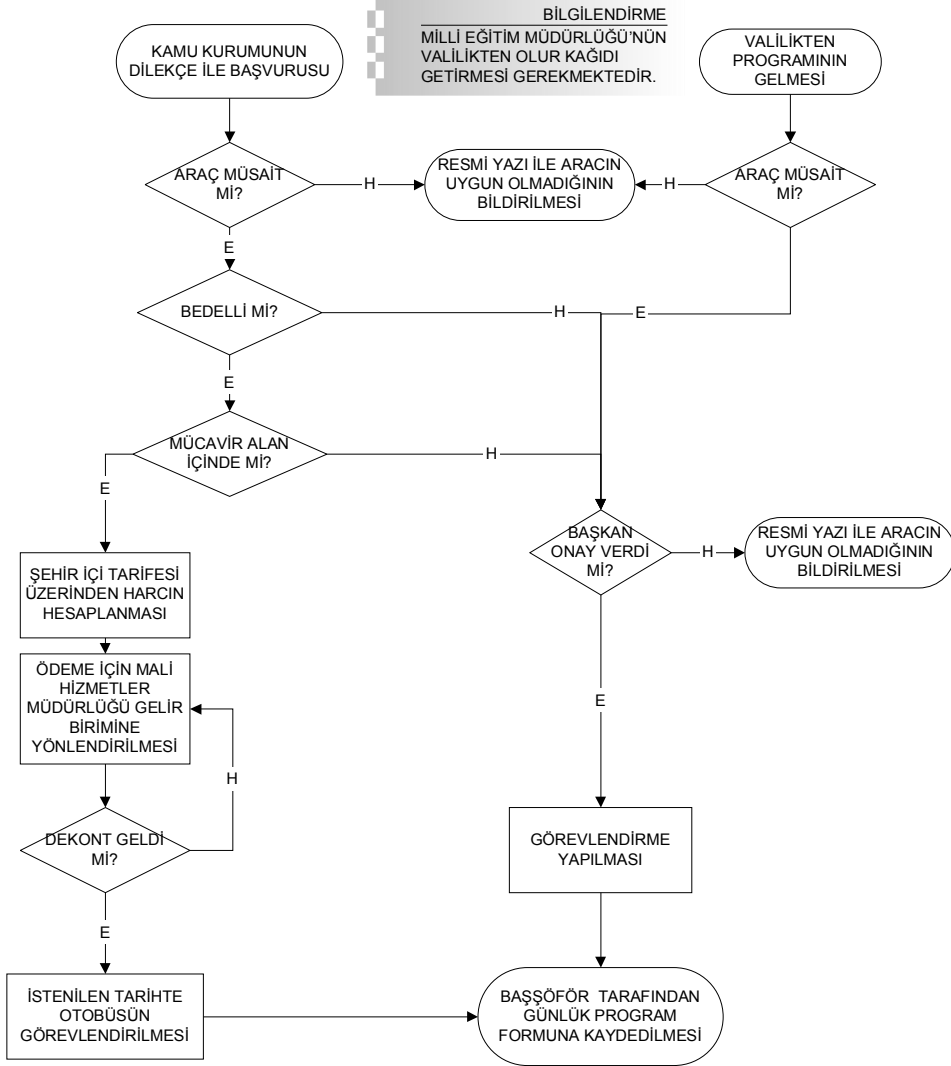 BİLGİLENDİRME
MİLLİ EĞİTİM MÜDÜRLÜĞÜ'NÜN
VALİLİKTEN OLUR KAĞIDI
GETİRMESİ GEREKMEKTEDİR.
KAMU KURUMUNUN
DİLEKÇE İLE BAŞVURUSU
VALİLİKTEN
PROGRAMININ
GELMESİ
ARAÇ MÜSAİT
Mİ?
H
RESMİ YAZI İLE ARACIN
UYGUN OLMADIĞININ
BİLDİRİLMESİ
H
ARAÇ MÜSAİT
Mİ?
E
BEDELLİ Mİ?
H
E
E
MÜCAVİR ALAN
İÇİNDE Mİ?
H
E
BAŞKAN
ONAY VERDİ
Mİ?
H
RESMİ YAZI İLE ARACIN
UYGUN OLMADIĞININ
BİLDİRİLMESİ
ŞEHİR İÇİ TARİFESİ
ÜZERİNDEN HARCIN
HESAPLANMASI
ÖDEME İÇİN MALİ
HİZMETLER
MÜDÜRLÜĞÜ GELİR
BİRİMİNE
YÖNLENDİRİLMESİ
E
H
DEKONT GELDİ
Mİ?
GÖREVLENDİRME
YAPILMASI
E
İSTENİLEN TARİHTE
OTOBÜSÜN
GÖREVLENDİRİLMESİ
BAŞŞÖFÖR TARAFINDAN
GÜNLÜK PROGRAM
FORMUNA KAYDEDİLMESİ